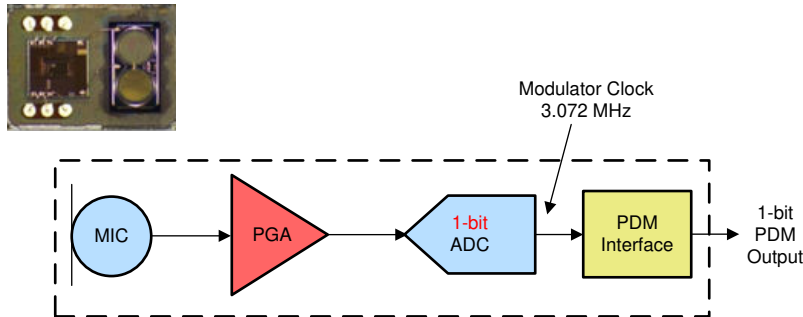 Modulator Clock
3.072 MHz
MIC
PGA
1-bit
ADC
PDM
Interface
1-bit
PDM
Output